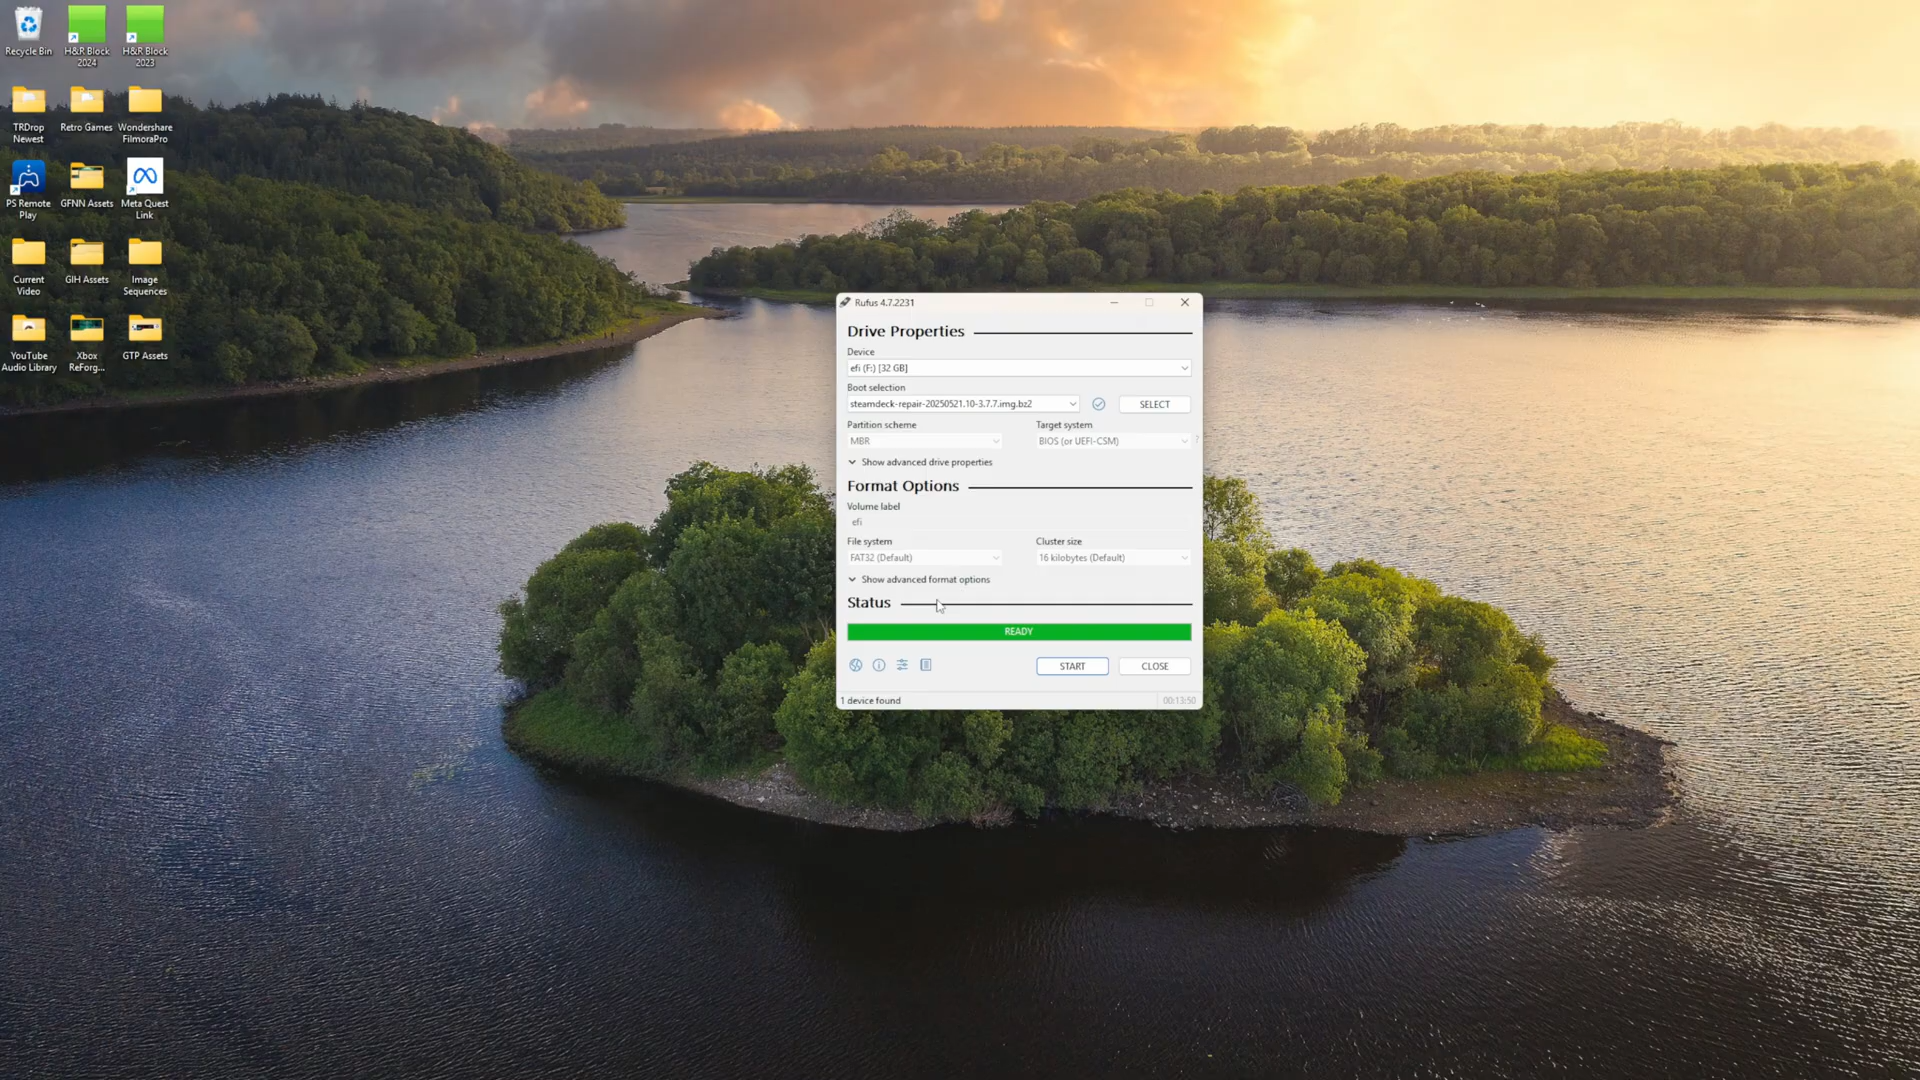 Recycle Bin
H&R Block
2024
H&R Block
2023
TRDrop
Newest
Retro Games
Wondershare
FilmoraPro
PS Remote
Play
GFNN Assets
Meta Quest
Link
Current
Video
GIH Assets
Image
Sequences
YouTube
Audio Library
Xbox
ReForg...
GTP Assets
Rufus 4.7.2231
Drive Properties
Device
efi (F:) [32 GB]
Boot selection
steamdeck-repair-20250521.10-3.7.7.img.bz2
SELECT
Partition scheme
Target system
MBR
BIOS (or UEFI-CSM)
?
Show advanced drive properties
Format Options
Volume label
efi
File system
Cluster size
FAT32 (Default)
16 kilobytes (Default)
Show advanced format options
Status
READY
START
CLOSE
1 device found
00:13:50